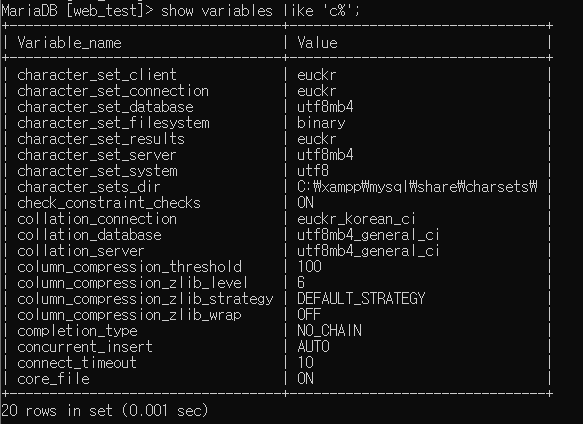 MariaDB [web_test]> show variables like 'c%';
+------------------------------+--------------------------------+
| Variable_name                | Value                          |
+------------------------------+--------------------------------+
| character_set_client         | euckr                          |
| character_set_connection     | euckr                          |
| character_set_database       | utf8mb4                        |
| character_set_filesystem     | binary                         |
| character_set_results        | euckr                          |
| character_set_server         | utf8mb4                        |
| character_set_system         | utf8                           |
| character_sets_dir           | C:₩xampp₩mysql₩share₩charsets₩ |
| check_constraint_checks      | ON                             |
| collation_connection         | euckr_korean_ci                |
| collation_database           | utf8mb4_general_ci             |
| collation_server             | utf8mb4_general_ci             |
| column_compression_threshold | 100                            |
| column_compression_zlib_level | 6                              |
| column_compression_zlib_strategy | DEFAULT_STRATEGY               |
| column_compression_zlib_wrap | OFF                            |
| completion_type              | NO_CHAIN                       |
| concurrent_insert            | AUTO                           |
| connect_timeout              | 10                             |
| core_file                    | ON                             |
+------------------------------+--------------------------------+
20 rows in set (0.001 sec)